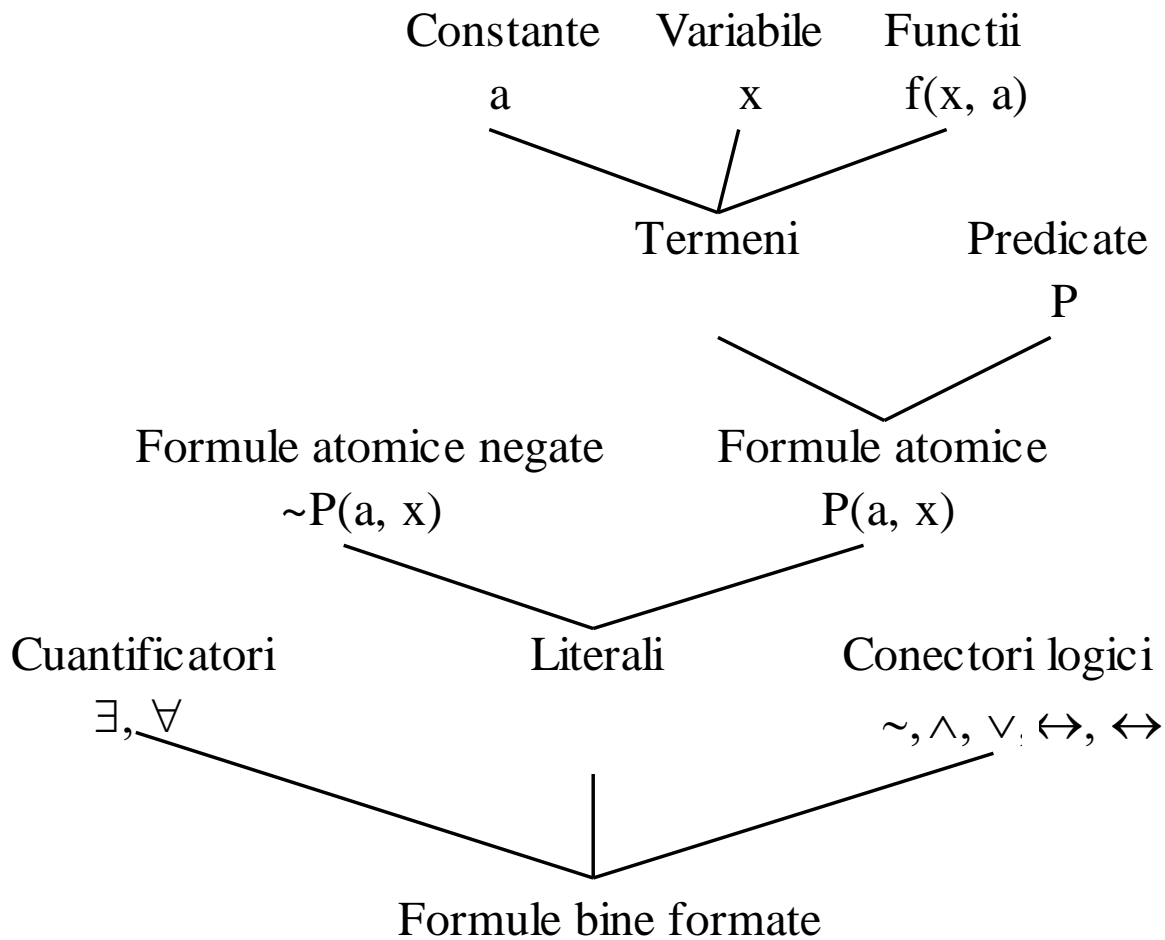 Constante Variabile Functii
a x f(x, a)
Termeni Predicate
P
Formule atomice negate Formule atomice
~P(a, x) P(a, x)
Cuantificatori Literali Conectori logici
∃, ∀ ~, ∧, ∨, ↔, ↔
Formule bine formate